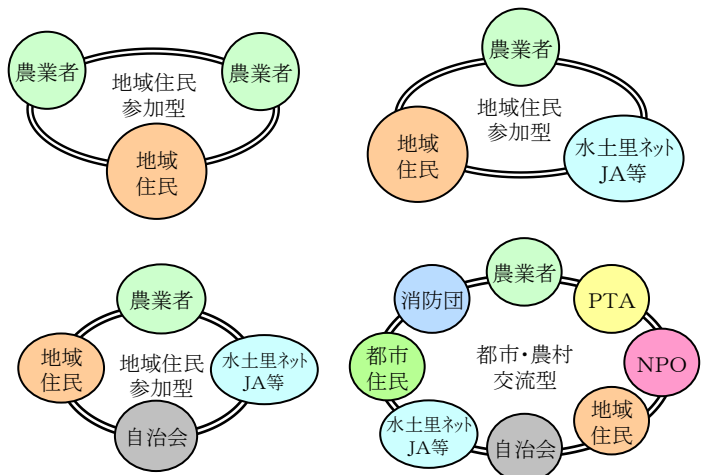 農業者
農業者
地域住民
参加型
地域
住民
農業者
地域住民
参加型
地域
住民
水土里ネット
JA等
農業者
地域
住民
地域住民
参加型
水土里ネット
JA等
自治会
農業者
消防団
PTA
都市
住民
都市・農村
交流型
NPO
水土里ネット
JA等
自治会
地域
住民